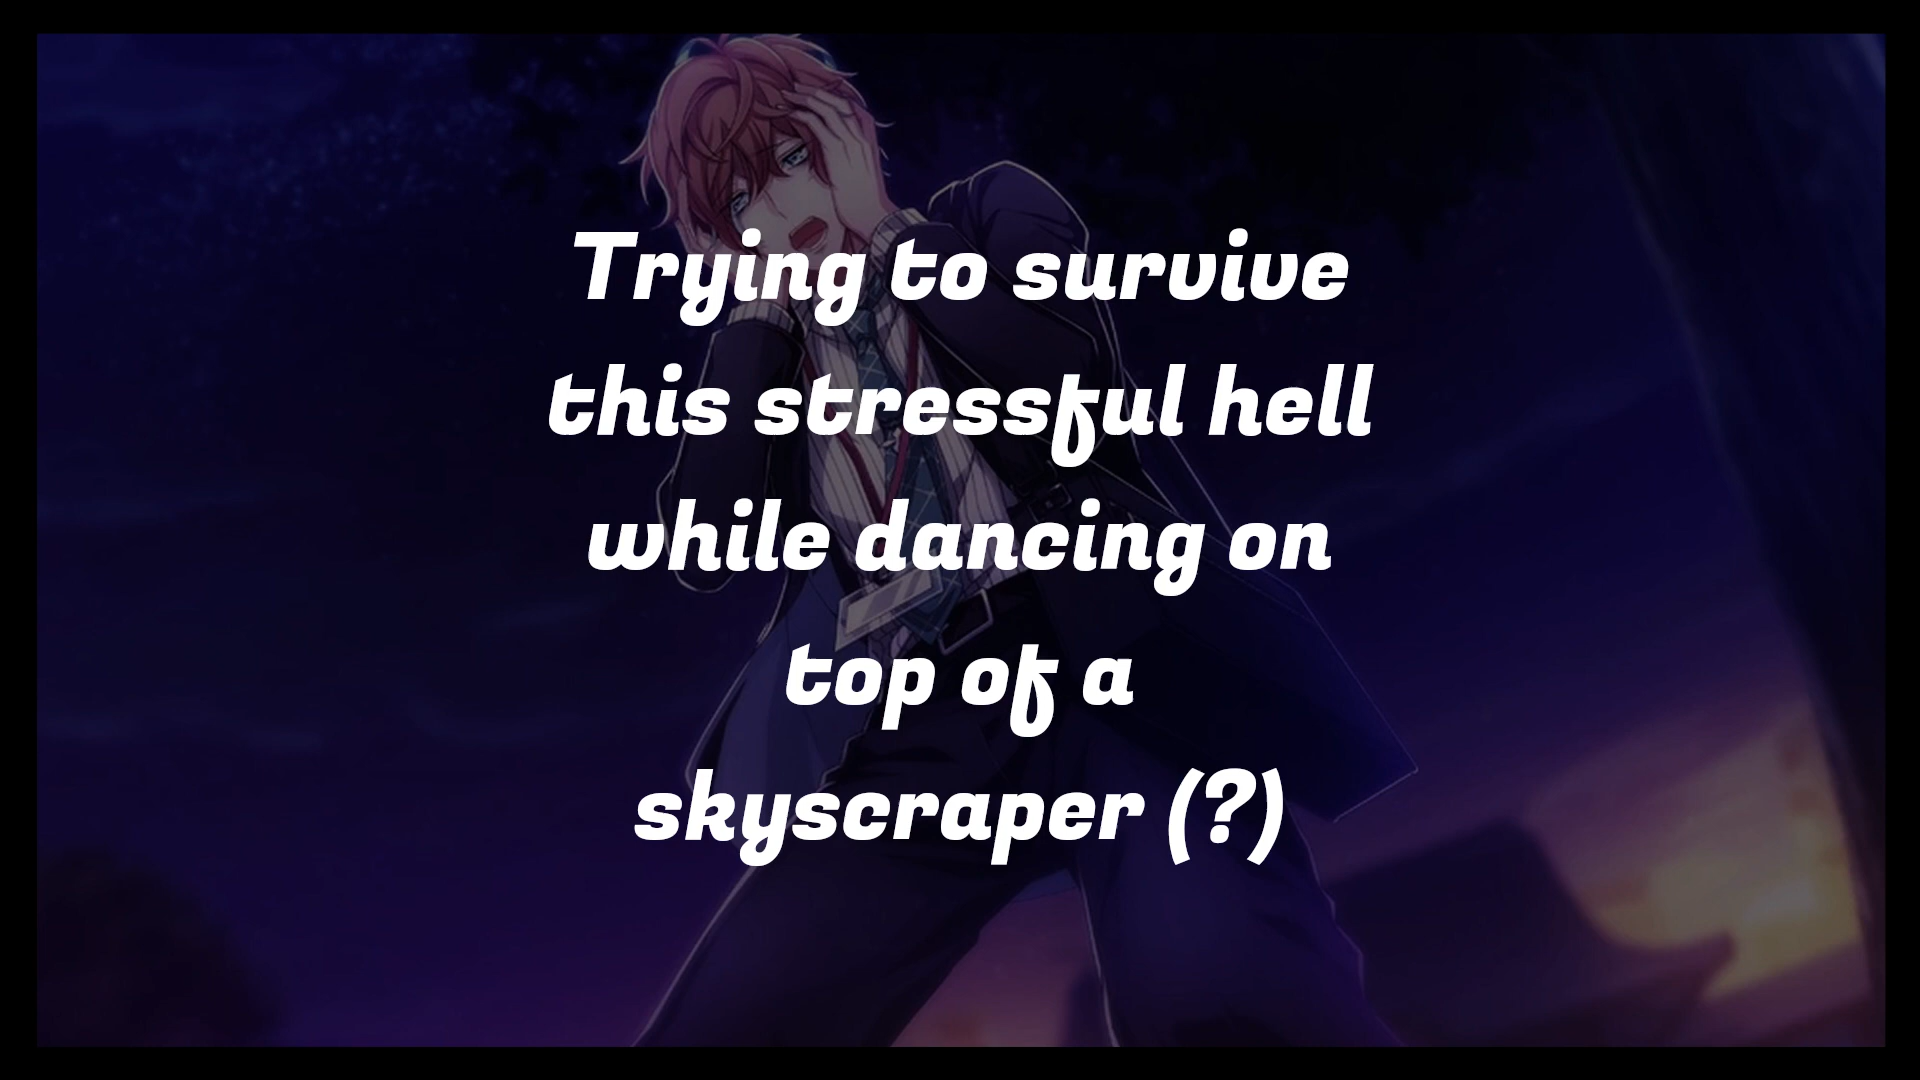 Trying to survive
this stressful hell
while dancing on
top of a
skyscraper (?)